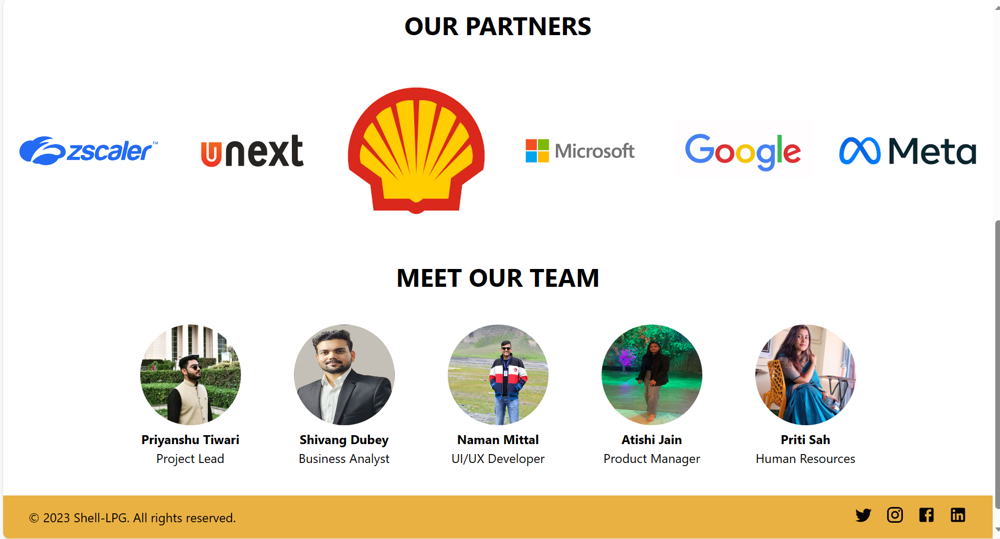 OUR PARTNERS
zscaler™
unext
Microsoft
Google
Meta
MEET OUR TEAM
Priyanshu Tiwari
Project Lead
Shivang Dubey
Business Analyst
Naman Mittal
UI/UX Developer
Atishi Jain
Product Manager
Priti Sah
Human Resources
© 2023 Shell-LPG. All rights reserved.